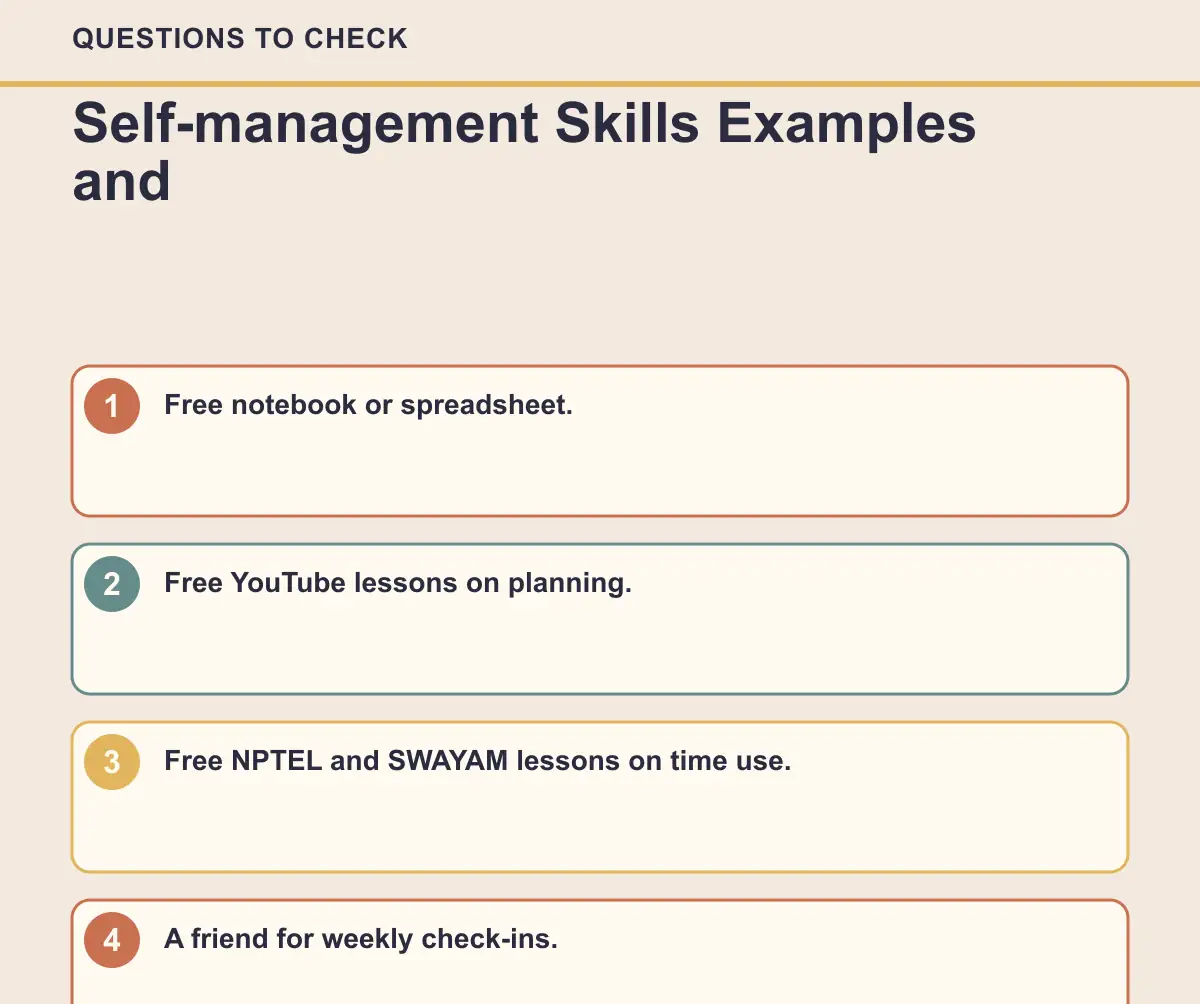 QUESTIONS TO CHECK
Self-management Skills Examples
and
1
Free notebook or spreadsheet.
2
Free YouTube lessons on planning.
3
Free NPTEL and SWAYAM lessons on time use.
4
A friend for weekly check-ins.